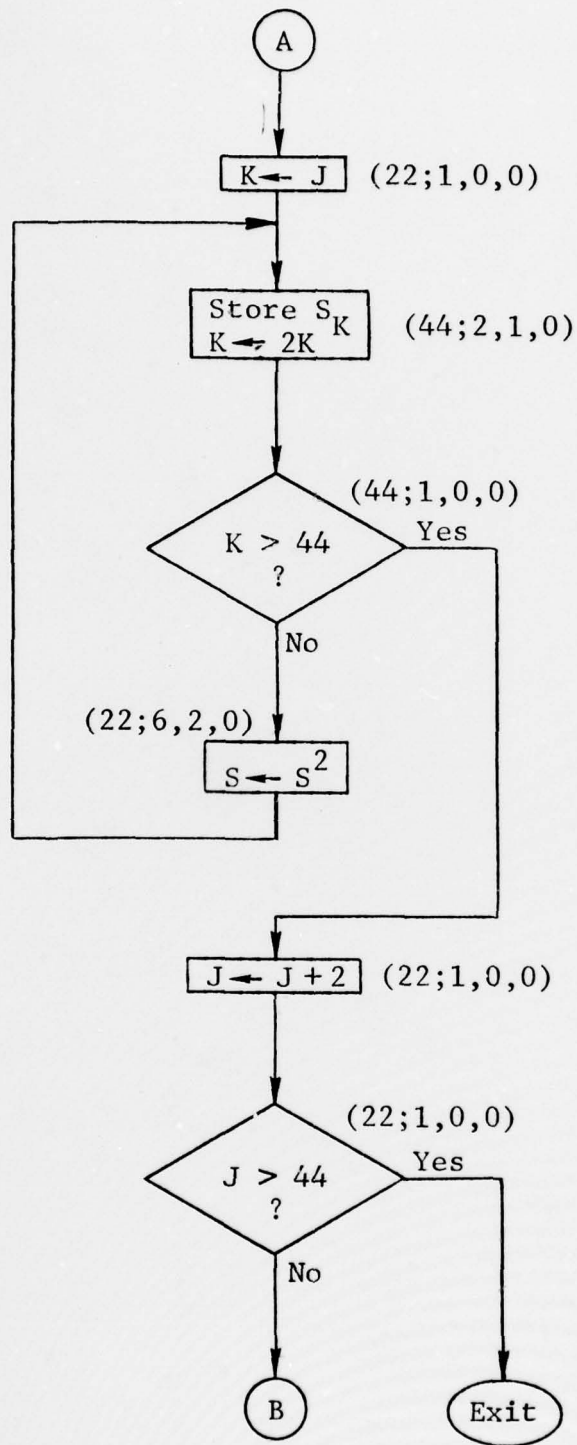 A
K ← J (22;1,0,0)
Store S_K
K ← 2K
(44;2,1,0)
(44;1,0,0)
K > 44
?
Yes
No
(22;6,2,0)
S ← S²
J ← J + 2 (22;1,0,0)
(22;1,0,0)
J > 44
?
Yes
No
B
Exit